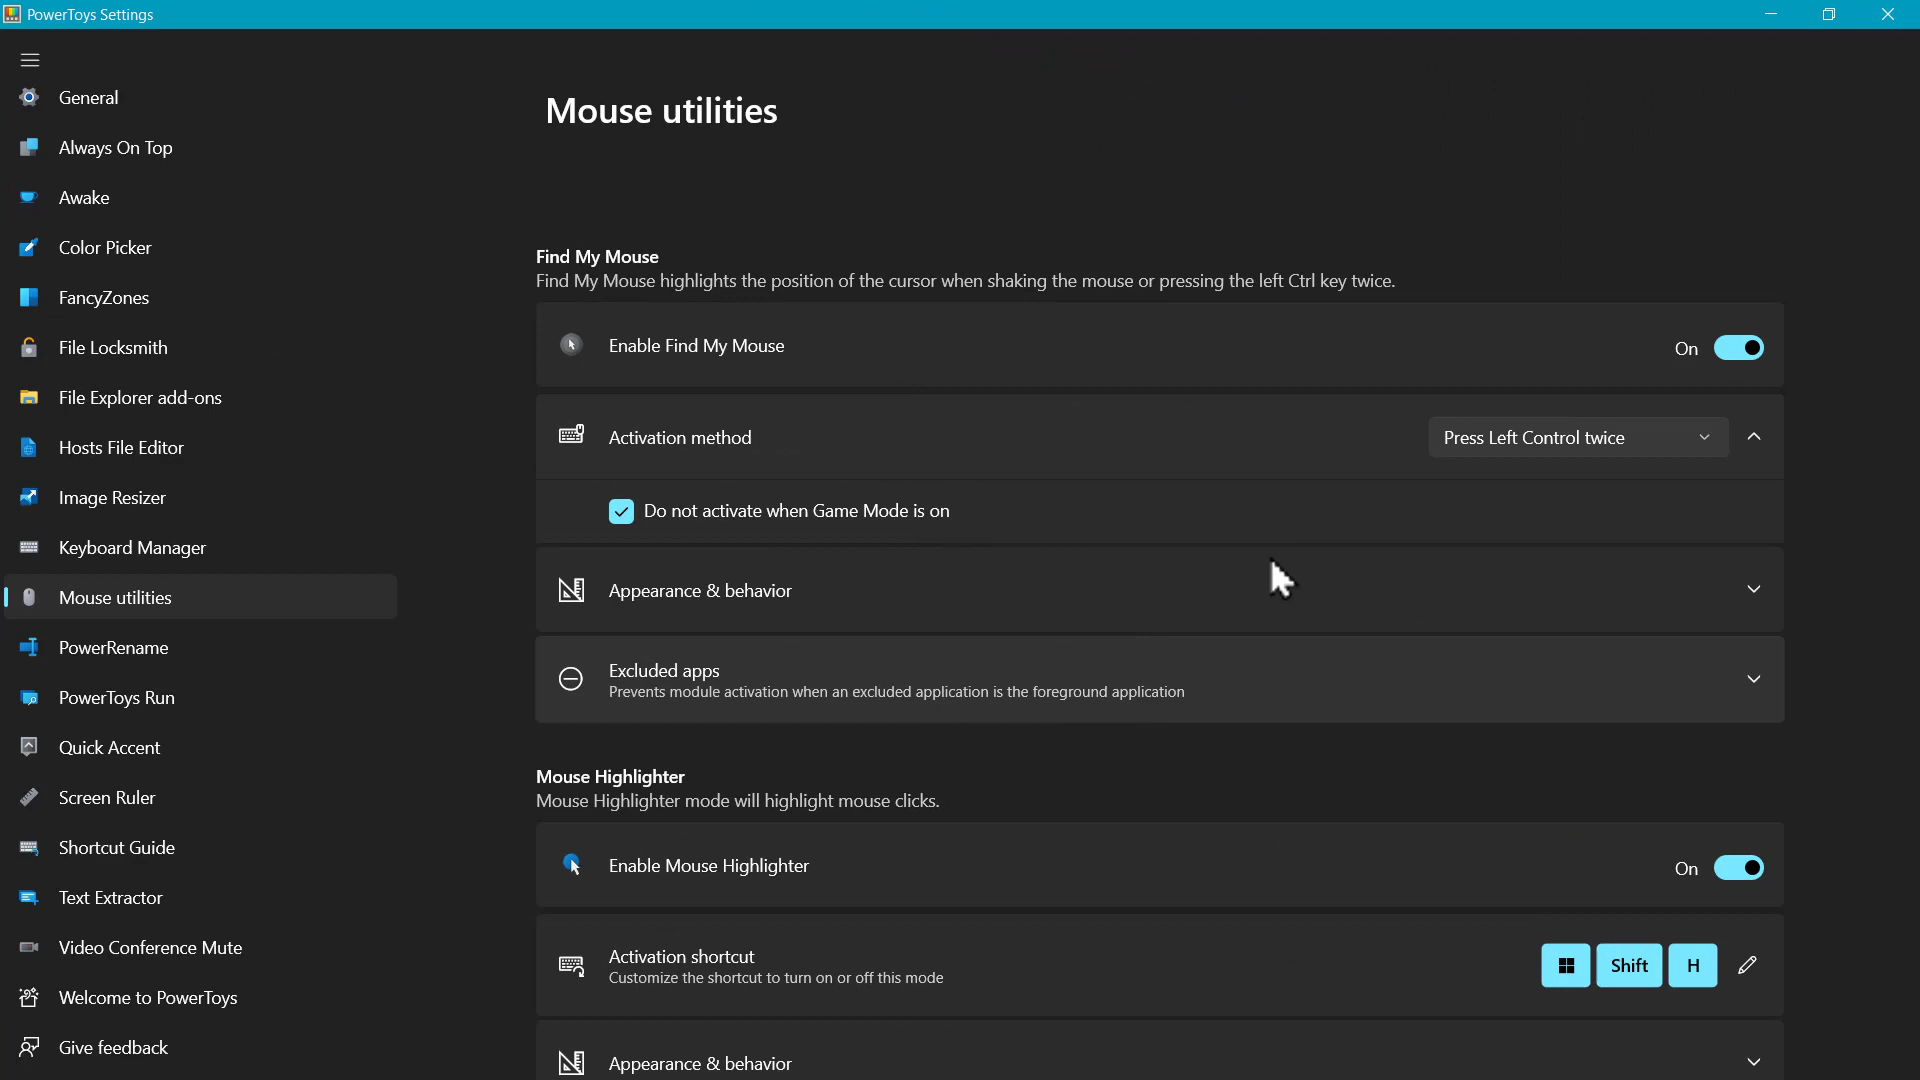 PowerToys Settings
General
Always On Top
Awake
Color Picker
FancyZones
File Locksmith
File Explorer add-ons
Hosts File Editor
Image Resizer
Keyboard Manager
Mouse utilities
PowerRename
PowerToys Run
Quick Accent
Screen Ruler
Shortcut Guide
Text Extractor
Video Conference Mute
Welcome to PowerToys
Give feedback
Mouse utilities
Find My Mouse
Find My Mouse highlights the position of the cursor when shaking the mouse or pressing the left Ctrl key twice.
Enable Find My Mouse On
Activation method Press Left Control twice
Do not activate when Game Mode is on
Appearance & behavior
Excluded apps
Prevents module activation when an excluded application is the foreground application
Mouse Highlighter
Mouse Highlighter mode will highlight mouse clicks.
Enable Mouse Highlighter On
Activation shortcut
Customize the shortcut to turn on or off this mode
Shift H
Appearance & behavior